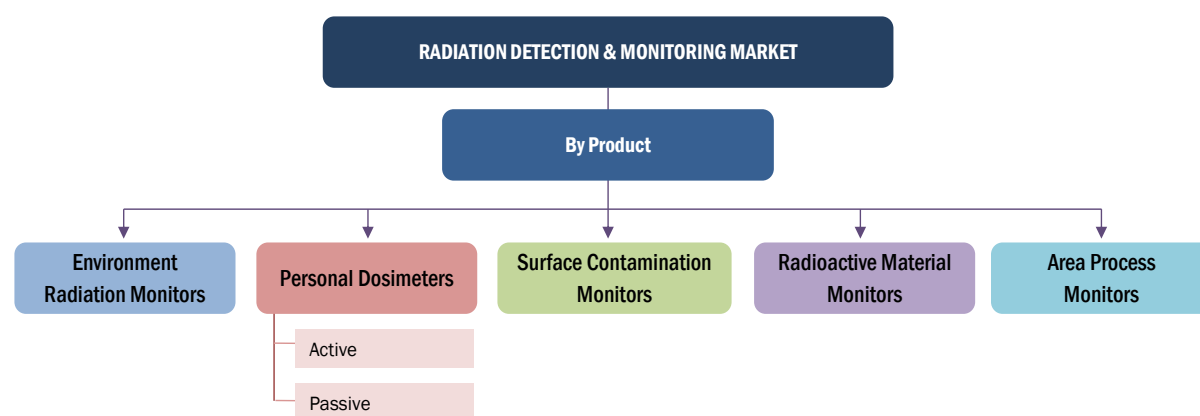 RADIATION DETECTION & MONITORING MARKET
By Product
Environment
Radiation Monitors
Personal Dosimeters
Surface Contamination
Monitors
Radioactive Material
Monitors
Area Process
Monitors
Active
Passive